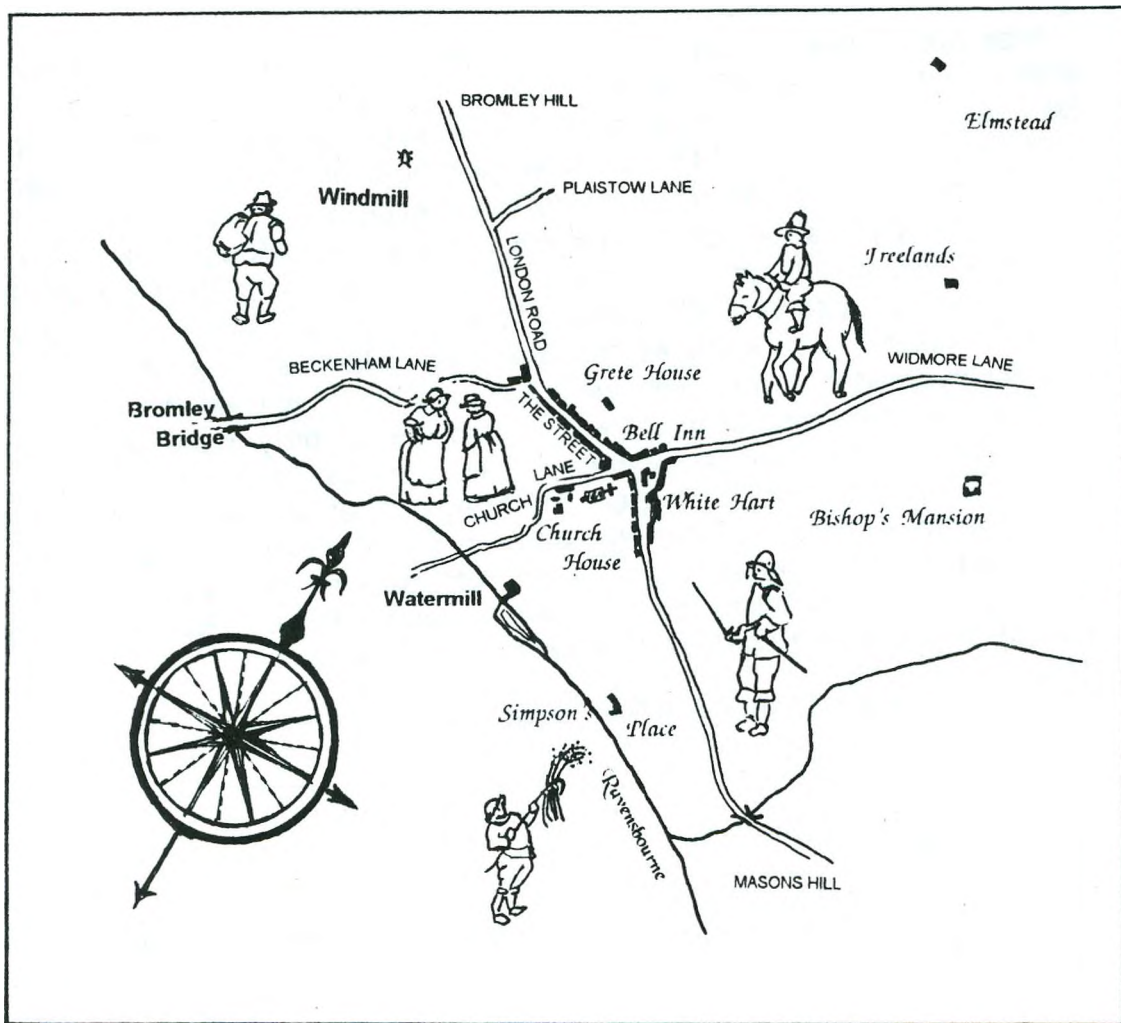 BROMLEY HILL
Elmstead
Windmill
PLAISTOW LANE
LONDON ROAD
Freelands
WIDMORE LANE
BECKENHAM LANE
Grete House
Bromley
Bridge
THE STREET
Bell Inn
CHURCH LANE
White Hart
Bishop's Mansion
Church
House
Watermill
Simpson's
Place
Ravensbourne
MASONS HILL